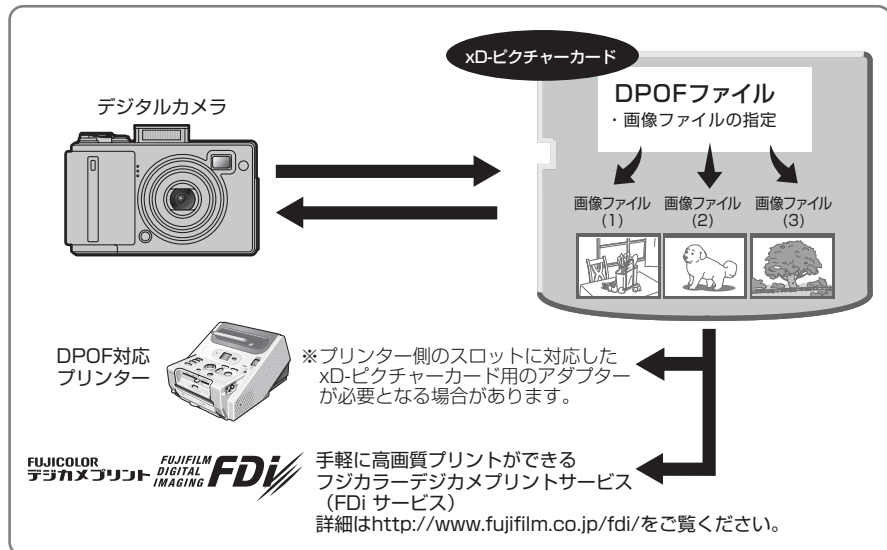 xD-ピクチャーカード
DPOFファイル
・画像ファイルの指定
デジタルカメラ
画像ファイル
(1)
画像ファイル
(2)
画像ファイル
(3)
DPOF対応
プリンター
※プリンター側のスロットに対応した
xD-ピクチャーカード用のアダプター
が必要となる場合があります。
FUJICOLOR
デジカメプリント
FUJIFILM
DIGITAL
IMAGING
FDi
手軽に高画質プリントができる
フジカラーデジカメプリントサービス
（FDi サービス）
詳細はhttp://www.fujifilm.co.jp/fdi/をご覧ください。